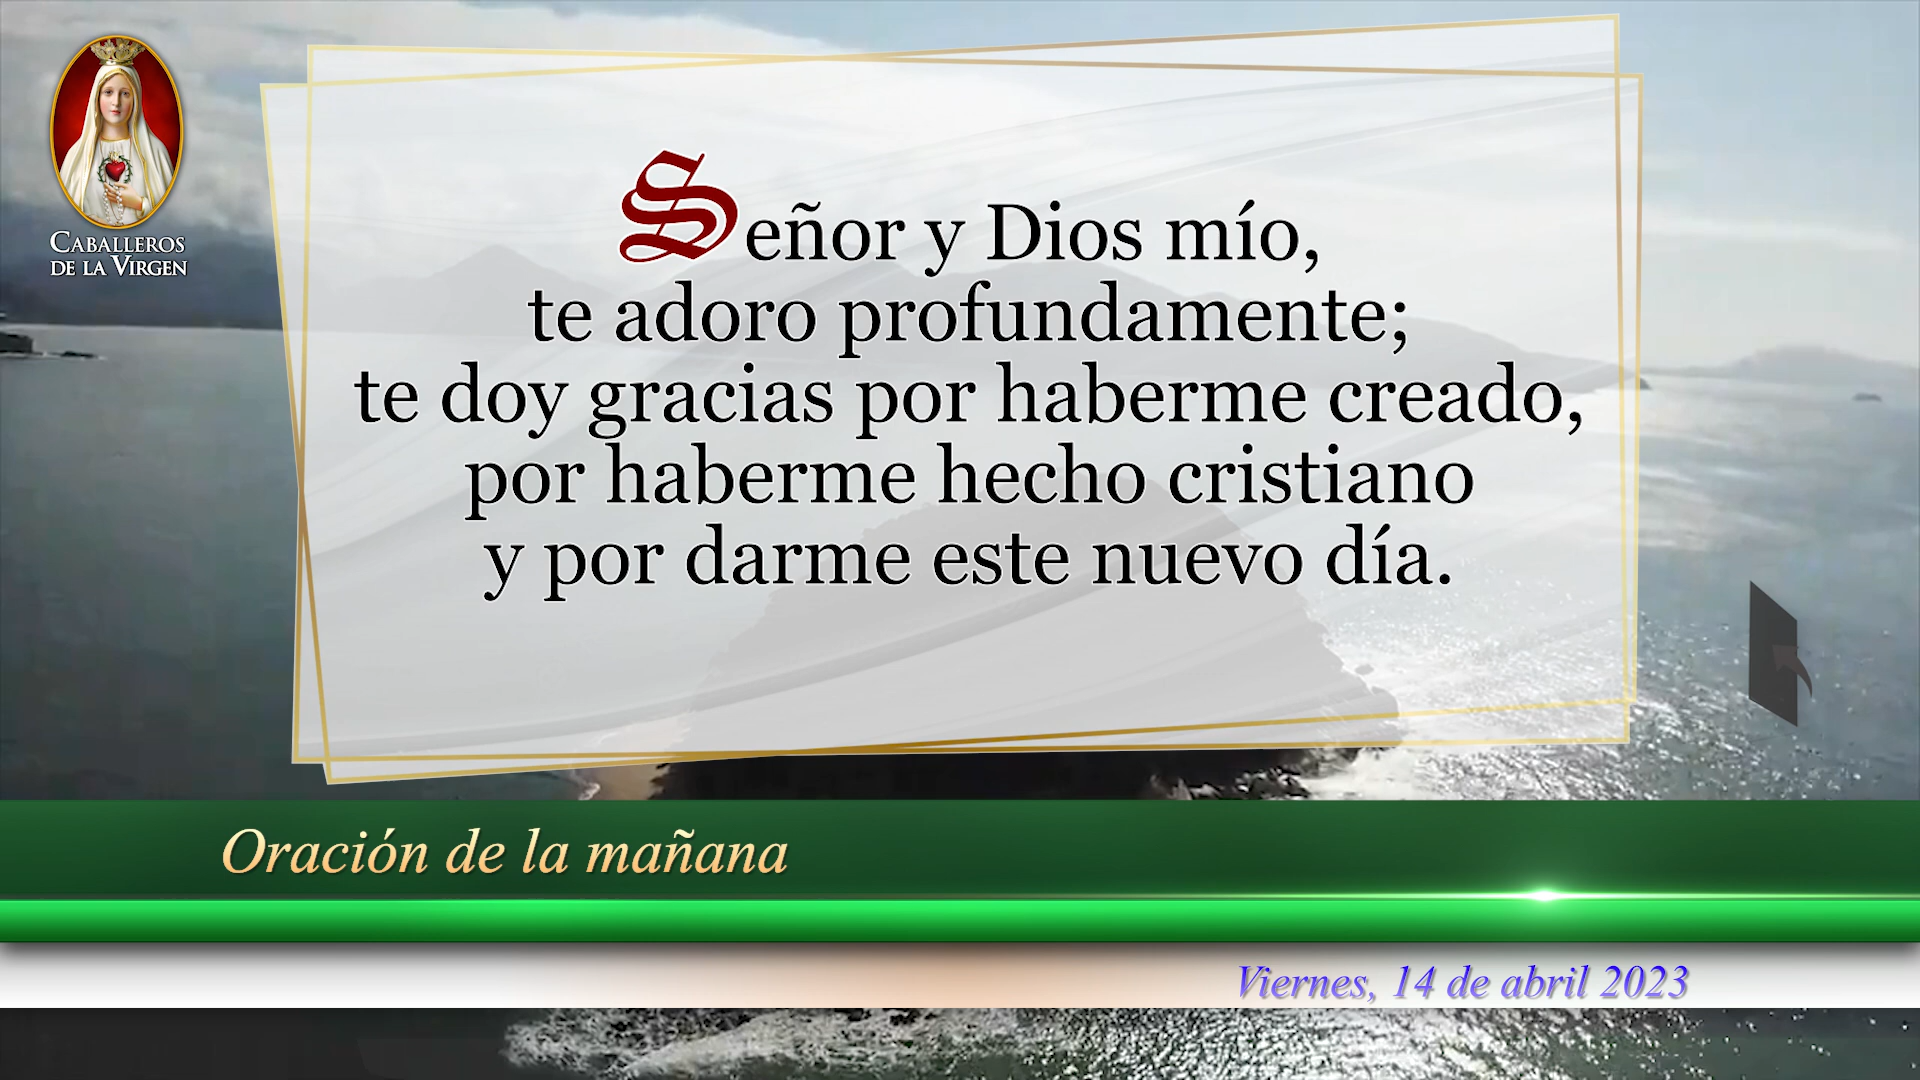 CABALLEROS
DE LA VIRGEN
Señor y Dios mío,
te adoro profundamente;
te doy gracias por haberme creado,
por haberme hecho cristiano
y por darme este nuevo día.
Oración de la mañana
Viernes, 14 de abril 2023